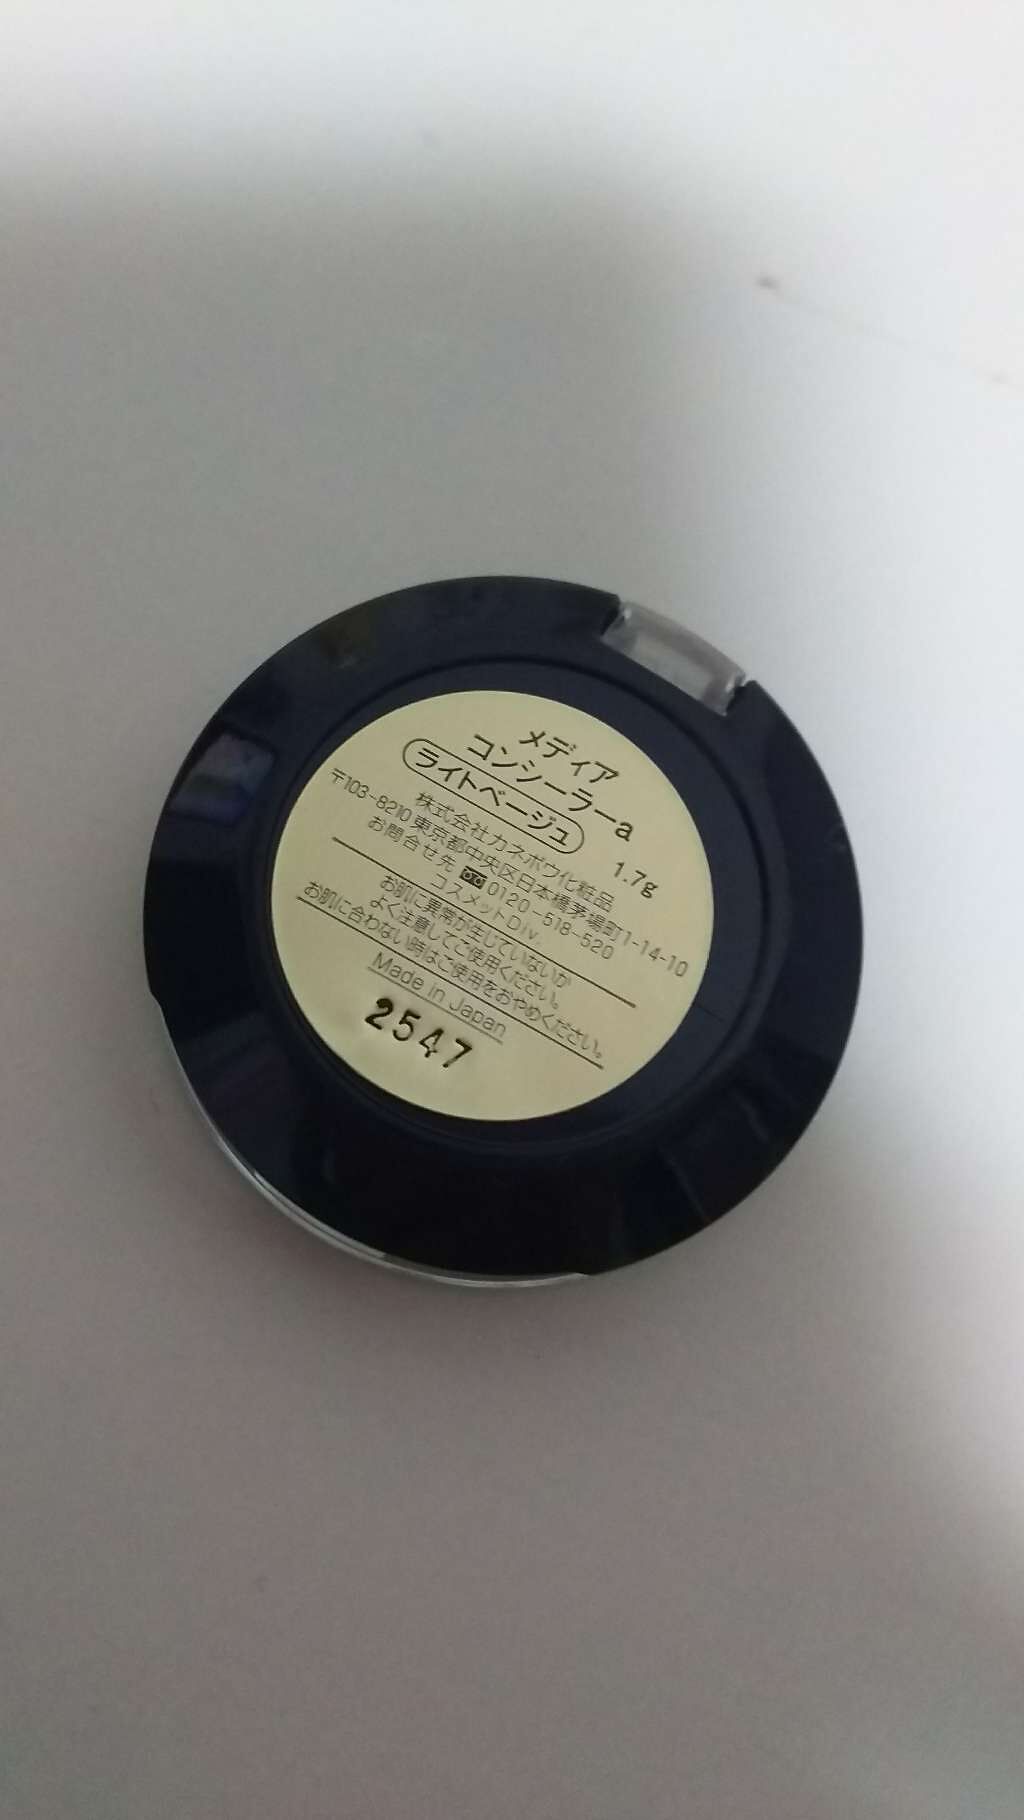 メディア
コンシーラーa
ライトベージュ 1.7g
株式会社カネボウ化粧品
〒103-8210 東京都中央区日本橋茅場町1-14-10
お問合せ先 ☎0120-518-520
コスメットDiv.
お肌に異常が生じていないか
よく注意してご使用ください。
お肌に合わない時はご使用をおやめください。
Made in Japan
2547